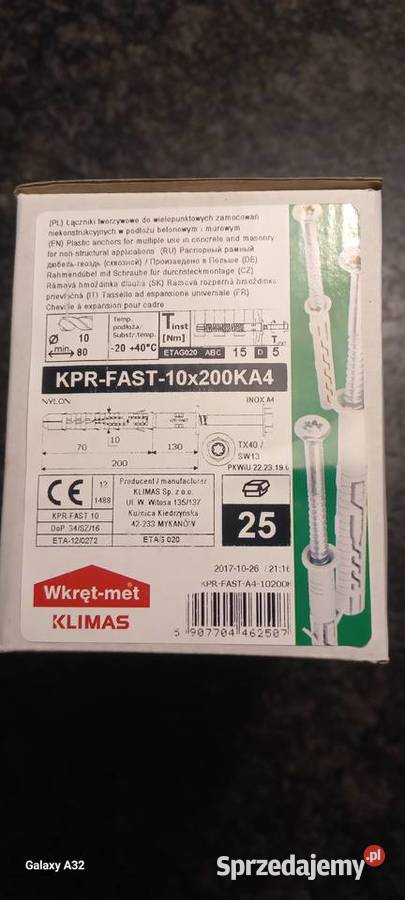 (PL) Łączniki tworzywowe do wielopunktowych zamocowań
niekonstrukcyjnych w podłożu betonowym i murowym
(EN) Plastic anchors for multiple use in concrete and masonry
for non-structural applications (RU) Распорный рамный
дюбель-гвоздь (сквозной) / Произведено в Польше (DE)
Rahmendübel mit Schraube für durchsteckmontage (CZ)
Rámová hmoždinka dlouhá (SK) Rámová rozperná hmoždinka
prievlečná (IT) Tassello ad espansione universale (FR)
Cheville à expansion pour cadre
Ø 10
min 80
Temp. podłoża/
Substr. temp.
-20 +40°C
Tinst
[Nm]
ETAG020 ABC 15 D 5
KPR-FAST-10x200KA4
NYLON INOX A4
10
70 130
200
TX40 /
SW13
PKWiU 22.23.19.0
CE 12
1488
KPR-FAST 10
DoP: 34/SZ/16
ETA-12/0272
Producent / manufacturer
KLIMAS Sp. z o.o.
Ul. W. Witosa 135/137
Kuźnica Kiedrzyńska
42-233 MYKANÓW
ETAG 020
25
2017-10-26 / 21:16
KPR-FAST-A4-10200K
Wkręt-met
KLIMAS
5 907704 462507
Galaxy A32
Sprzedajemy.pl